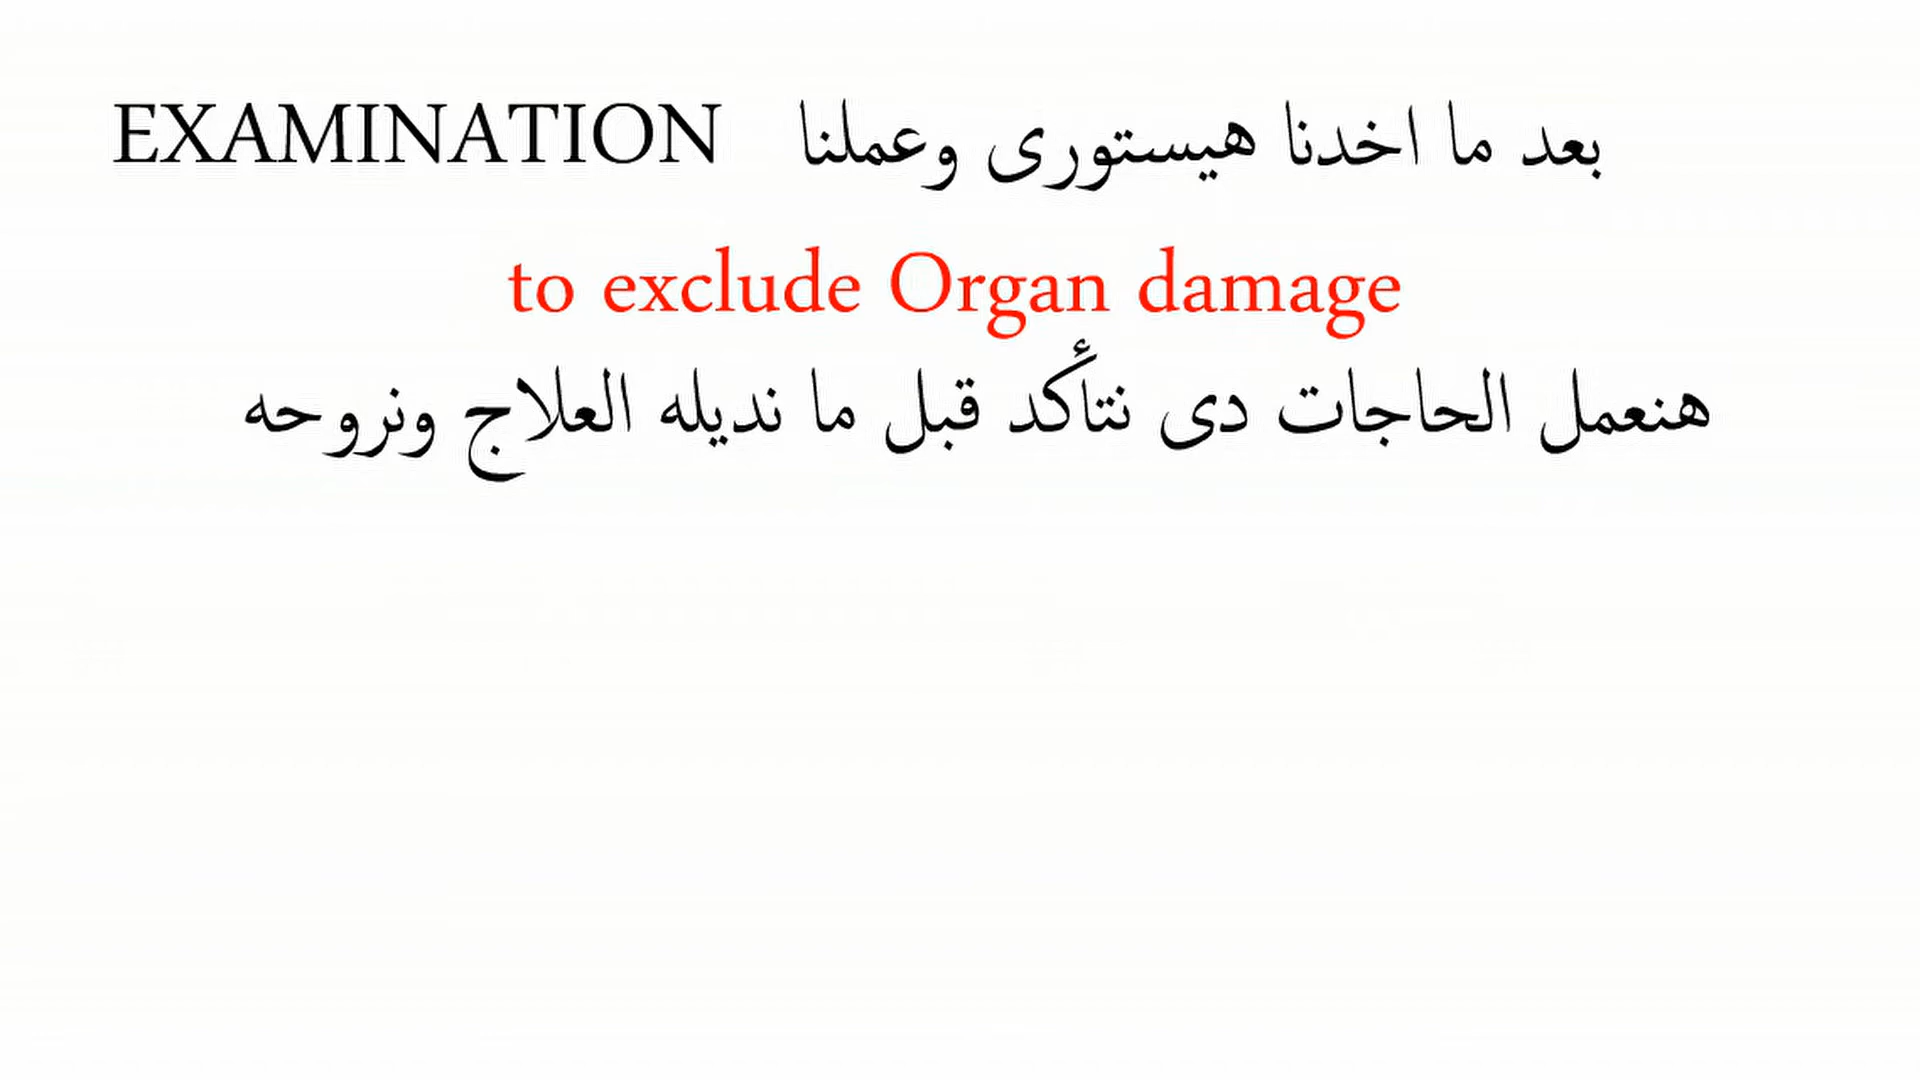 بعد ما اخدنا هيستورى وعملنا EXAMINATION
to exclude Organ damage
هنعمل الحاجات دى نتأكد قبل ما نديله العلاج ونروحه